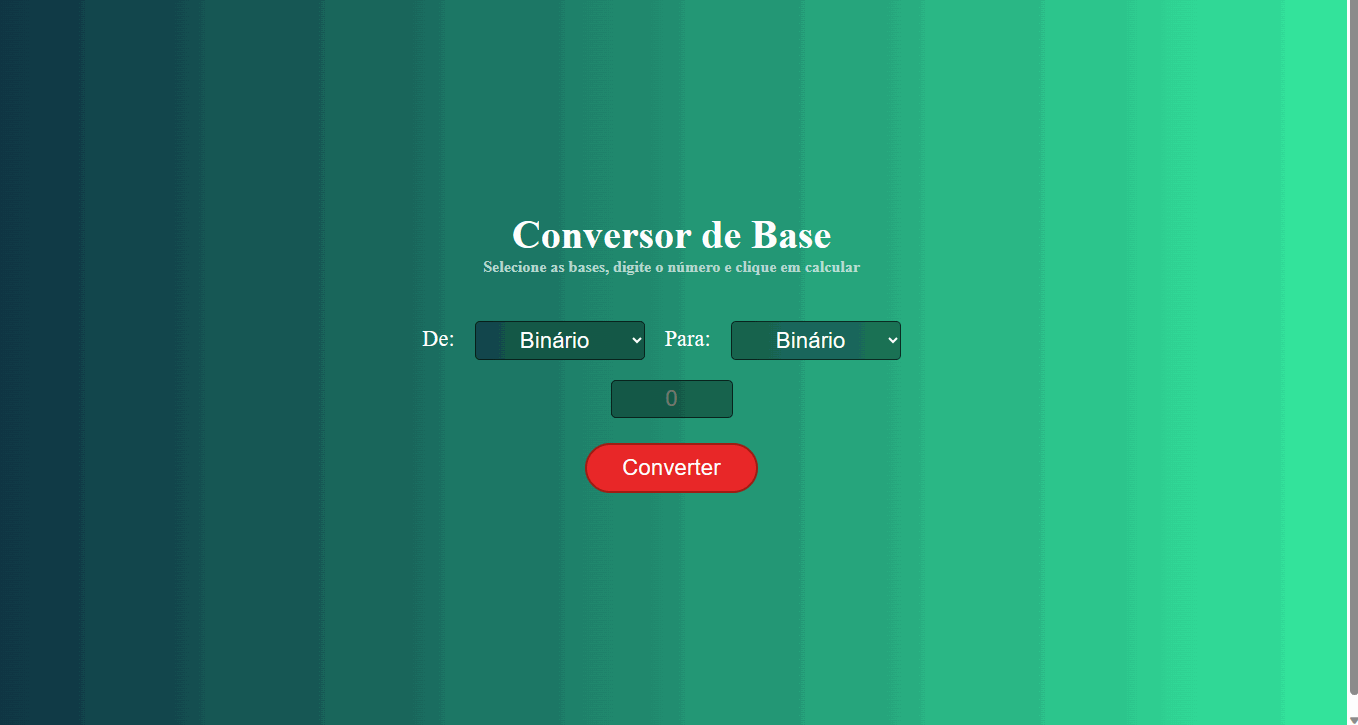 Conversor de Base
Selecione as bases, digite o número e clique em calcular
De: Binário Para: Binário
0
Converter